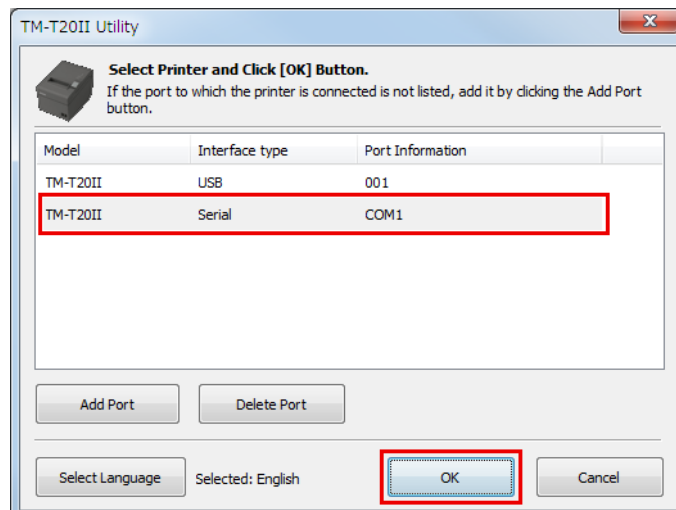 TM-T20II Utility
Select Printer and Click [OK] Button.
If the port to which the printer is connected is not listed, add it by clicking the Add Port
button.
Model Interface type Port Information
TM-T20II USB 001
TM-T20II Serial COM1
Add Port Delete Port
Select Language Selected: English OK Cancel